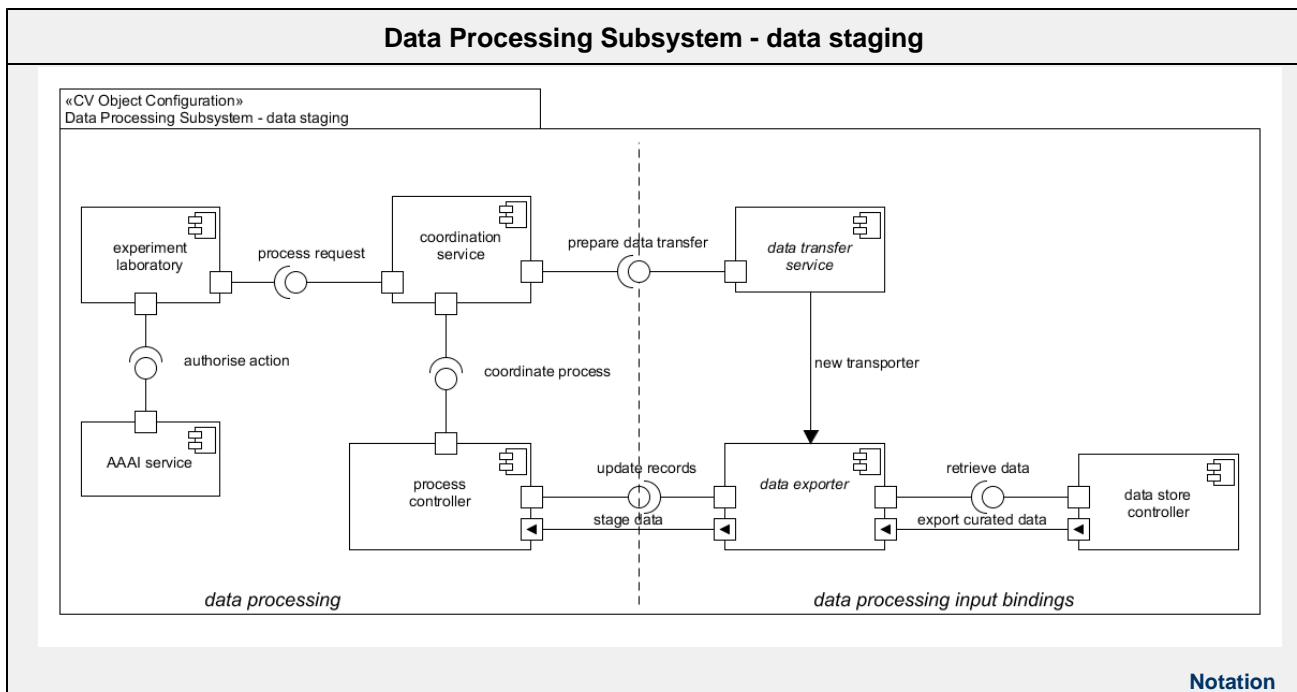 Data Processing Subsystem - data staging
«CV Object Configuration»
Data Processing Subsystem - data staging
experiment
laboratory
process request
coordination
service
prepare data transfer
data transfer
service
authorise action
coordinate process
new transporter
AAAI service
process
controller
update records
stage data
data exporter
retrieve data
export curated data
data store
controller
data processing
data processing input bindings
Notation